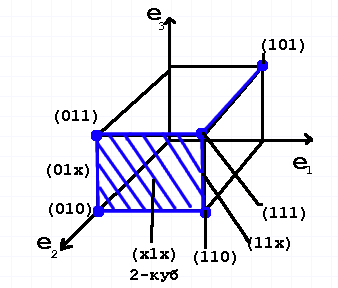 e3
(101)
(011)
e1
(01x)
(010)
(111)
e2
(11x)
(x1x)
(110)
2-куб